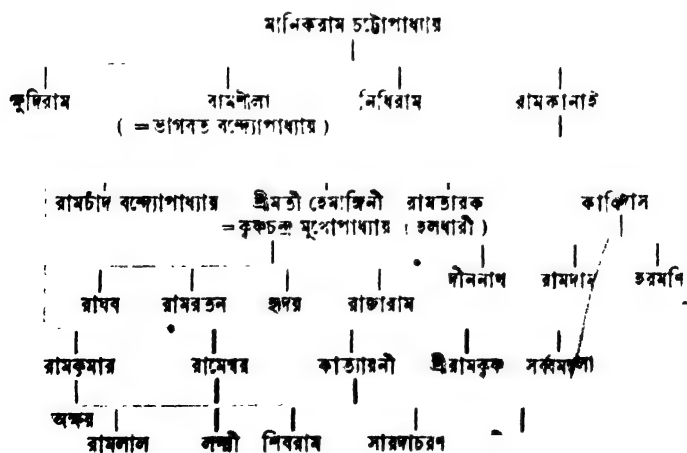 মানিকরাম চট্টোপাধ্যায়
ক্ষুদিরাম রামশীলা নিধিরাম রামকানাই
( = ভাগবত বন্দ্যোপাধ্যায় )
রামচাঁদ বন্দ্যোপাধ্যায় শ্রীমতী হেমাঙ্গিনী রামতারক কালিদাস
= কৃষ্ণচন্দ্র মুখোপাধ্যায় ( হলধারী )
দীননাথ রামদাস হরমণি
রাঘব রামরতন হৃদয় রাজারাম
রামকুমার রামেশ্বর কাত্যায়নী শ্রীরামকৃষ্ণ সর্বমঙ্গলা
অক্ষয়
রামলাল লক্ষ্মী শিবরাম সারদাচরণ